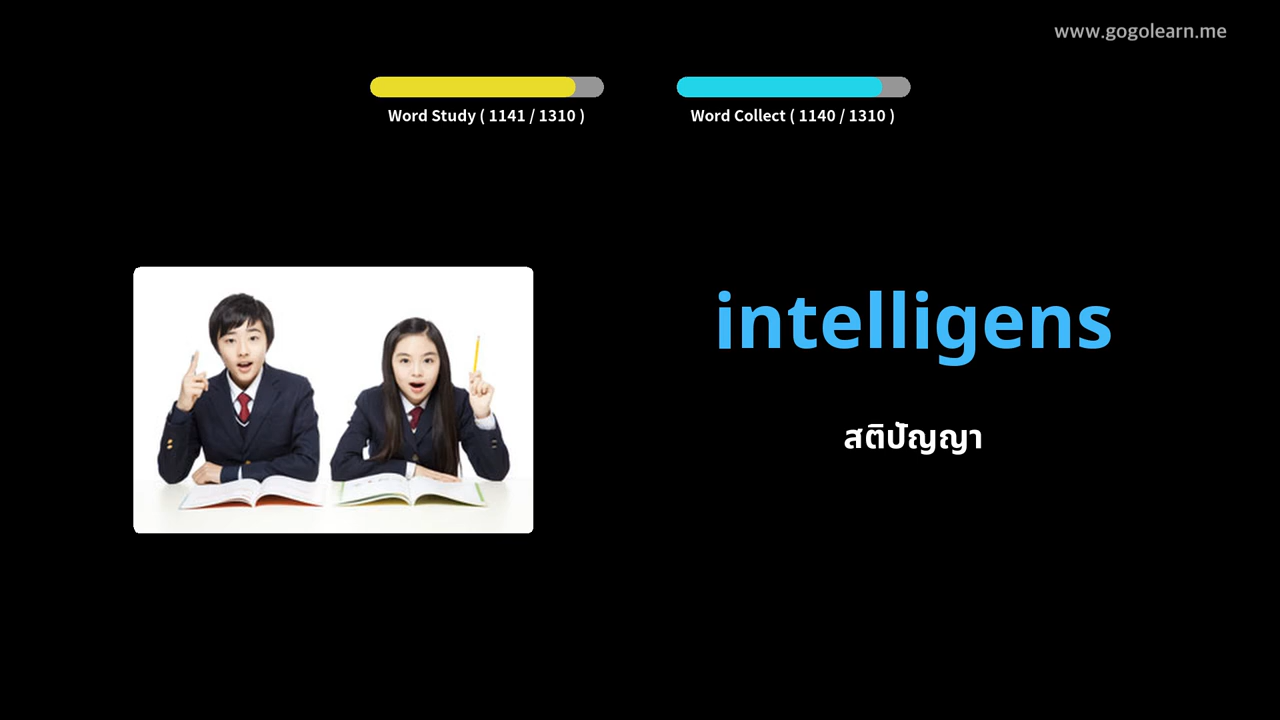 www.gogolearn.me
Word Study ( 1141 / 1310 )
Word Collect ( 1140 / 1310 )
intelligens
สติปัญญา